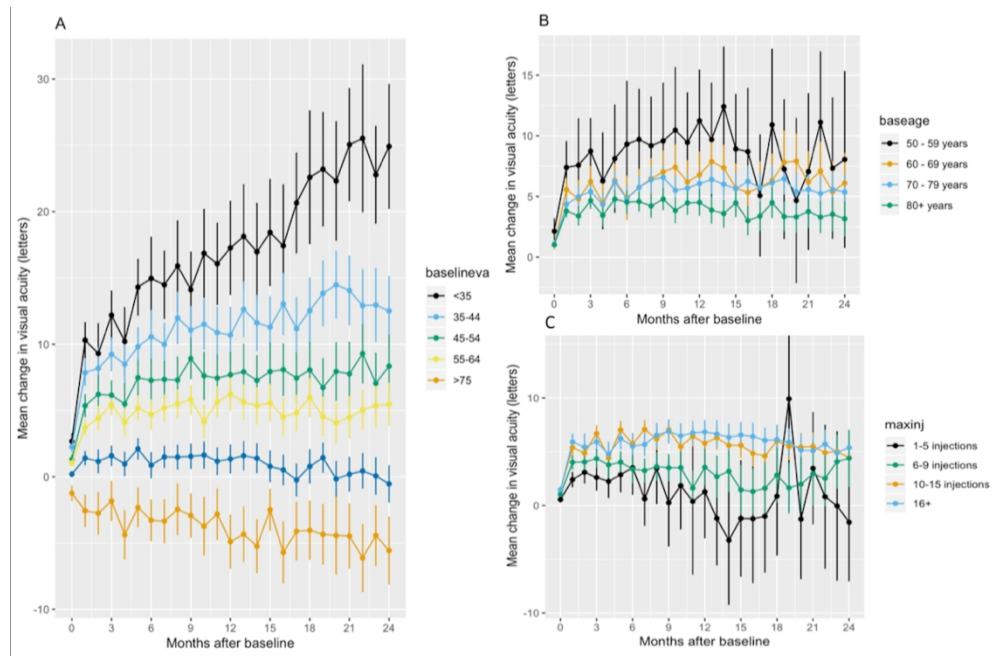 A
Mean change in visual acuity (letters)
30
20
10
0
-10
0 3 6 9 12 15 18 21 24
Months after baseline
baselineva
<35
35-44
45-54
55-64
>75
B
Mean change in visual acuity (letters)
15
10
5
0
0 3 6 9 12 15 18 21 24
Months after baseline
baseage
50 - 59 years
60 - 69 years
70 - 79 years
80+ years
C
Mean change in visual acuity (letters)
10
0
-10
0 3 6 9 12 15 18 21 24
Months after baseline
maxinj
1-5 injections
6-9 injections
10-15 injections
16+